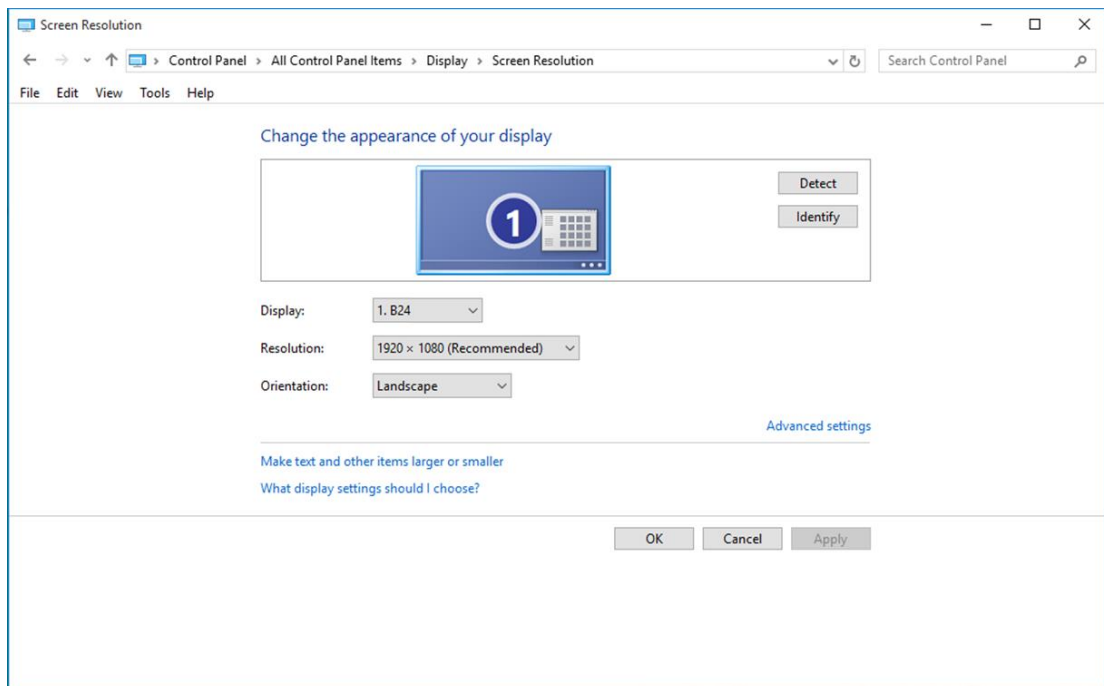 Screen Resolution
Control Panel > All Control Panel Items > Display > Screen Resolution
Search Control Panel
File Edit View Tools Help
Change the appearance of your display
1
Detect
Identify
Display: 1. B24
Resolution: 1920 × 1080 (Recommended)
Orientation: Landscape
Advanced settings
Make text and other items larger or smaller
What display settings should I choose?
OK Cancel Apply